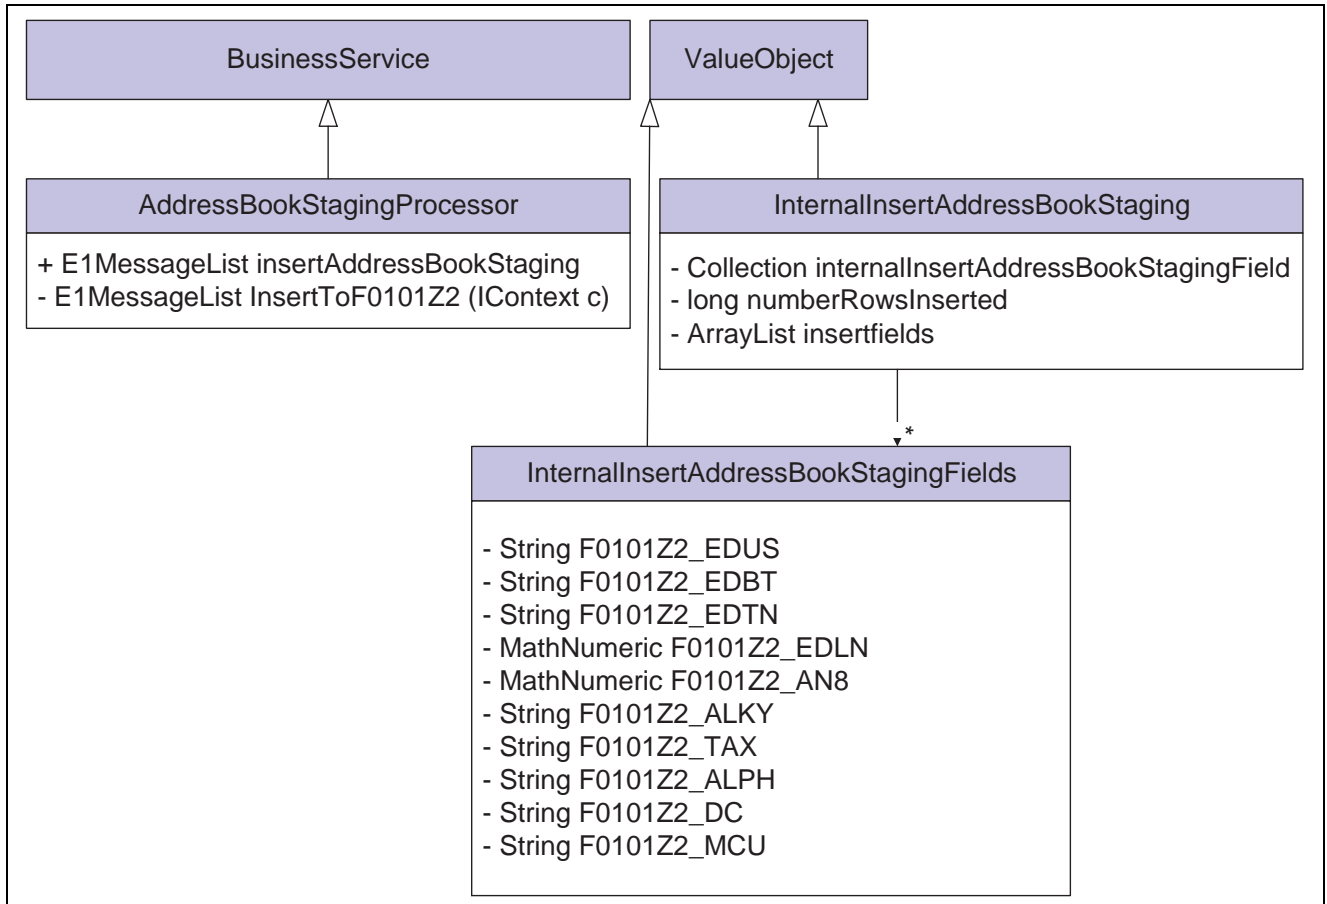 BusinessService
ValueObject
AddressBookStagingProcessor
+ E1MessageList insertAddressBookStaging
- E1MessageList InsertToF0101Z2 (IContext c)
InternalInsertAddressBookStaging
- Collection internalInsertAddressBookStagingField
- long numberRowsInserted
- ArrayList insertfields
*
InternalInsertAddressBookStagingFields
- String F0101Z2_EDUS
- String F0101Z2_EDBT
- String F0101Z2_EDTN
- MathNumeric F0101Z2_EDLN
- MathNumeric F0101Z2_AN8
- String F0101Z2_ALKY
- String F0101Z2_TAX
- String F0101Z2_ALPH
- String F0101Z2_DC
- String F0101Z2_MCU